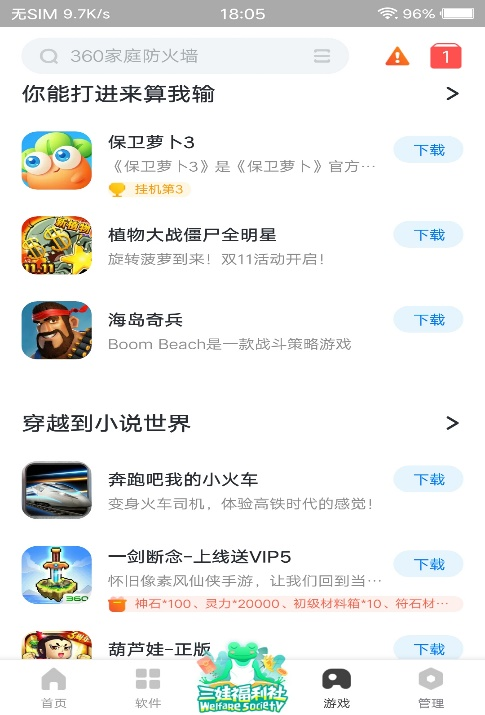 无SIM 9.7K/s 18:05 96%
360家庭防火墙 1
你能打进来算我输
保卫萝卜3
《保卫萝卜3》是《保卫萝卜》官方…
挂机第3
下载
植物大战僵尸全明星
旋转菠萝到来！双11活动开启！
下载
11.11
海岛奇兵
Boom Beach是一款战斗策略游戏
下载
穿越到小说世界
奔跑吧我的小火车
变身火车司机，体验高铁时代的感觉！
下载
一剑断念-上线送VIP5
怀旧像素风仙侠手游，让我们回到当…
神石*100、灵力*20000、初级材料箱*10、符石材…
下载
360
葫芦娃-正版
下载
首页
软件
三娃福利社
Welfare Society
游戏
管理